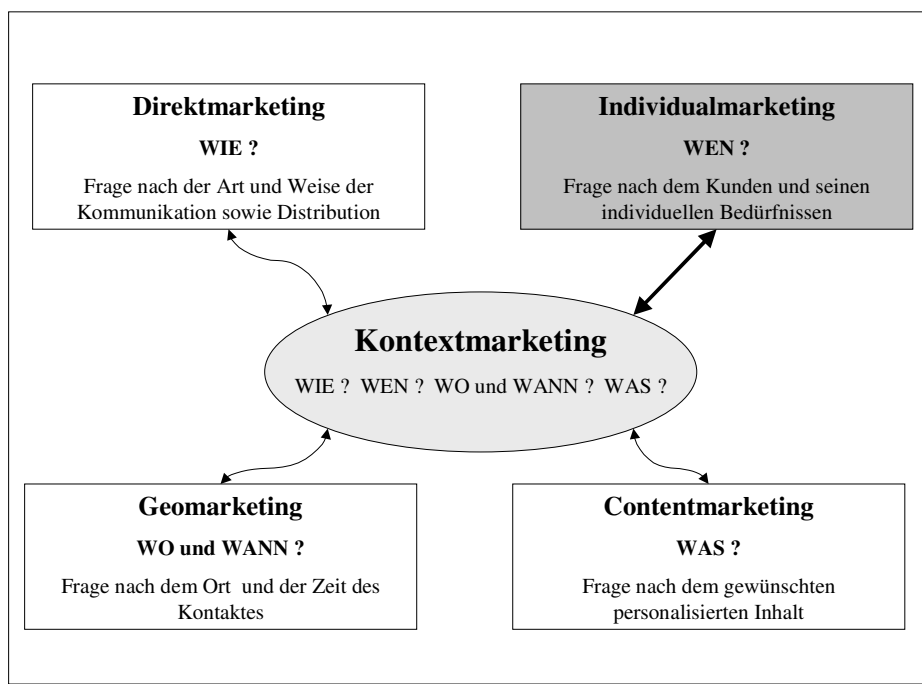 Direktmarketing
WIE ?
Frage nach der Art und Weise der
Kommunikation sowie Distribution
Individualmarketing
WEN ?
Frage nach dem Kunden und seinen
individuellen Bedürfnissen
Kontextmarketing
WIE ? WEN ? WO und WANN ? WAS ?
Geomarketing
WO und WANN ?
Frage nach dem Ort und der Zeit des
Kontaktes
Contentmarketing
WAS ?
Frage nach dem gewünschten
personalisierten Inhalt